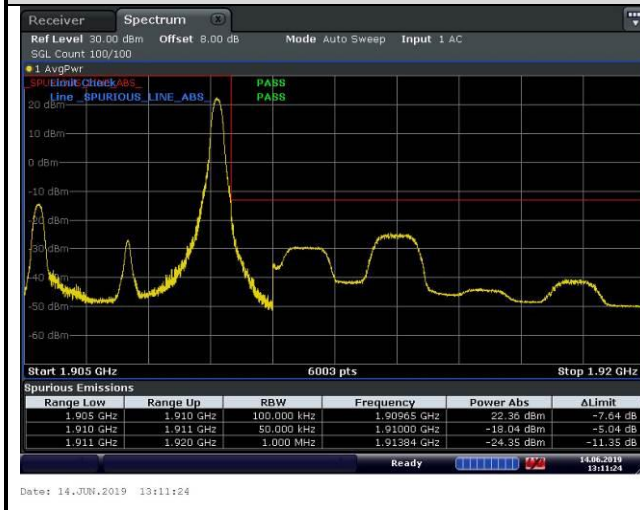 Receiver Spectrum
Ref Level 30.00 dBm Offset 8.00 dB Mode Auto Sweep Input 1 AC
SGL Count 100/100
1 AvgPwr
Limit Check PASS
Line _SPURIOUS_LINE_ABS_ PASS
20 dBm
10 dBm
0 dBm
-10 dBm
-20 dBm
-30 dBm
-40 dBm
-50 dBm
-60 dBm
Start 1.905 GHz 6003 pts Stop 1.92 GHz
Spurious Emissions
Range Low Range Up RBW Frequency Power Abs ΔLimit
1.905 GHz 1.910 GHz 100.000 kHz 1.90965 GHz 22.36 dBm -7.64 dB
1.910 GHz 1.911 GHz 50.000 kHz 1.91000 GHz -18.04 dBm -5.04 dB
1.911 GHz 1.920 GHz 1.000 MHz 1.91384 GHz -24.35 dBm -11.35 dB
Ready 14.06.2019
13:11:24
Date: 14.JUN.2019 13:11:24